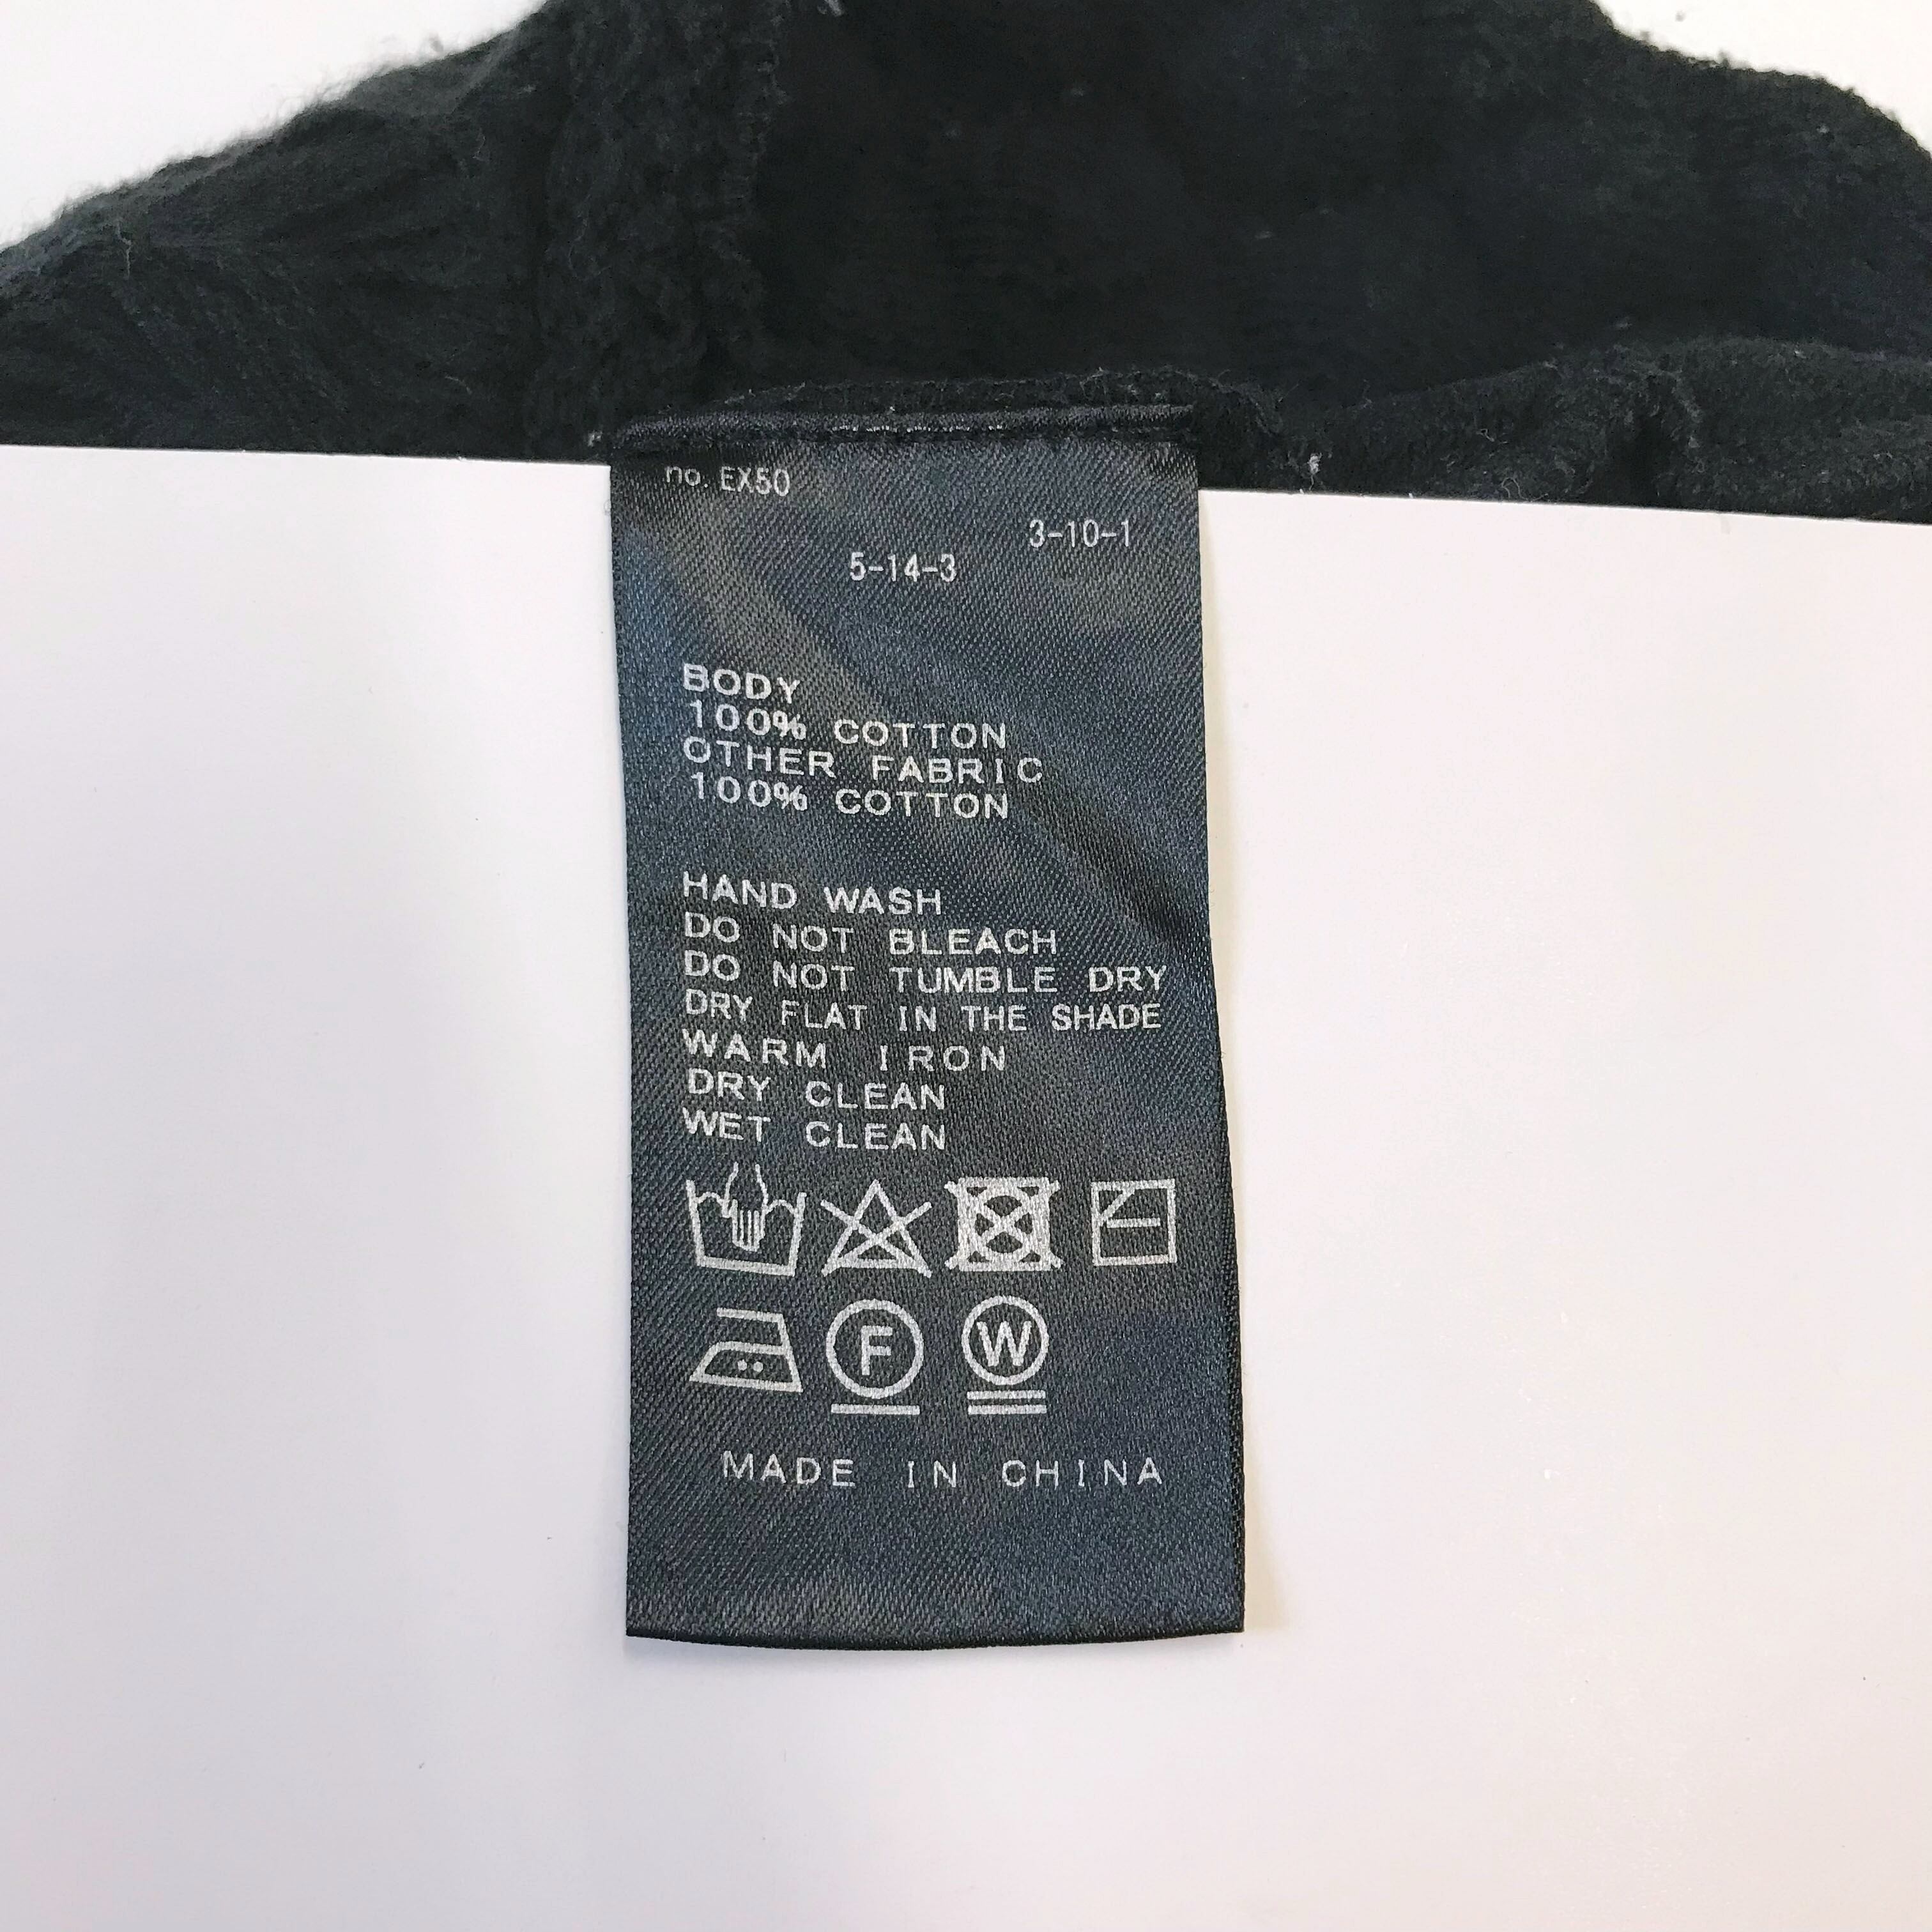 no. EX50
3-10-1
5-14-3
BODY
100% COTTON
OTHER FABRIC
100% COTTON
HAND WASH
DO NOT BLEACH
DO NOT TUMBLE DRY
DRY FLAT IN THE SHADE
WARM IRON
DRY CLEAN
WET CLEAN
F W
MADE IN CHINA